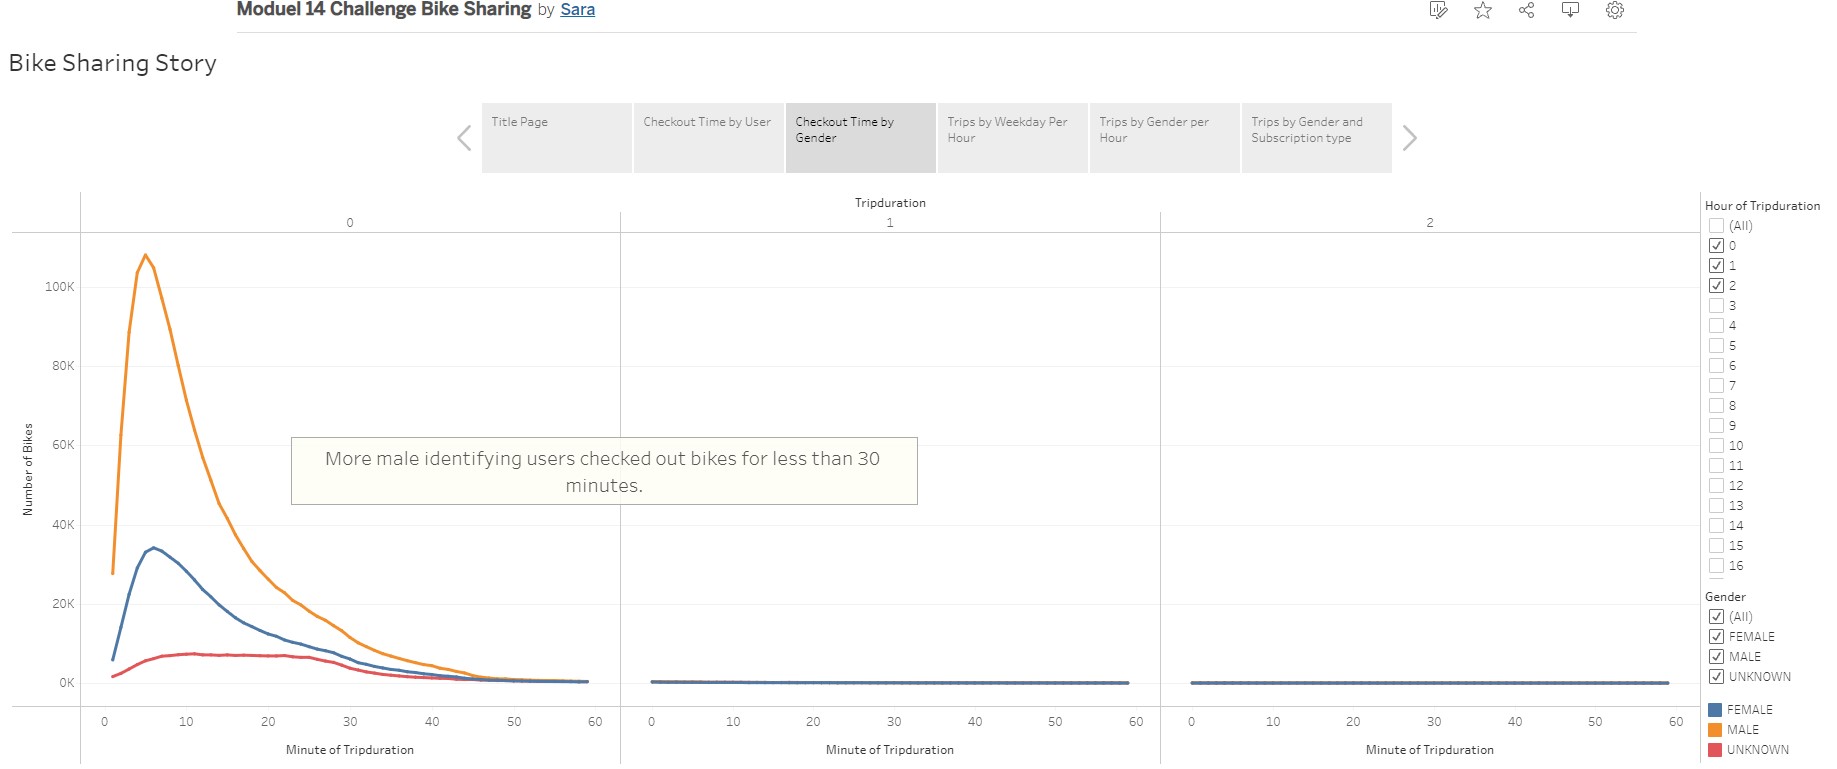 Moduel 14 Challenge Bike Sharing by Sara
Bike Sharing Story
Title Page
Checkout Time by User
Checkout Time by
Gender
Trips by Weekday Per
Hour
Trips by Gender per
Hour
Trips by Gender and
Subscription type
Tripduration
0
1
2
Number of Bikes
100K
80K
60K
40K
20K
0K
More male identifying users checked out bikes for less than 30
minutes.
0 10 20 30 40 50 60
Minute of Tripduration
0 10 20 30 40 50 60
Minute of Tripduration
0 10 20 30 40 50 60
Minute of Tripduration
Hour of Tripduration
(All)
0
1
2
3
4
5
6
7
8
9
10
11
12
13
14
15
16
Gender
(All)
FEMALE
MALE
UNKNOWN
FEMALE
MALE
UNKNOWN